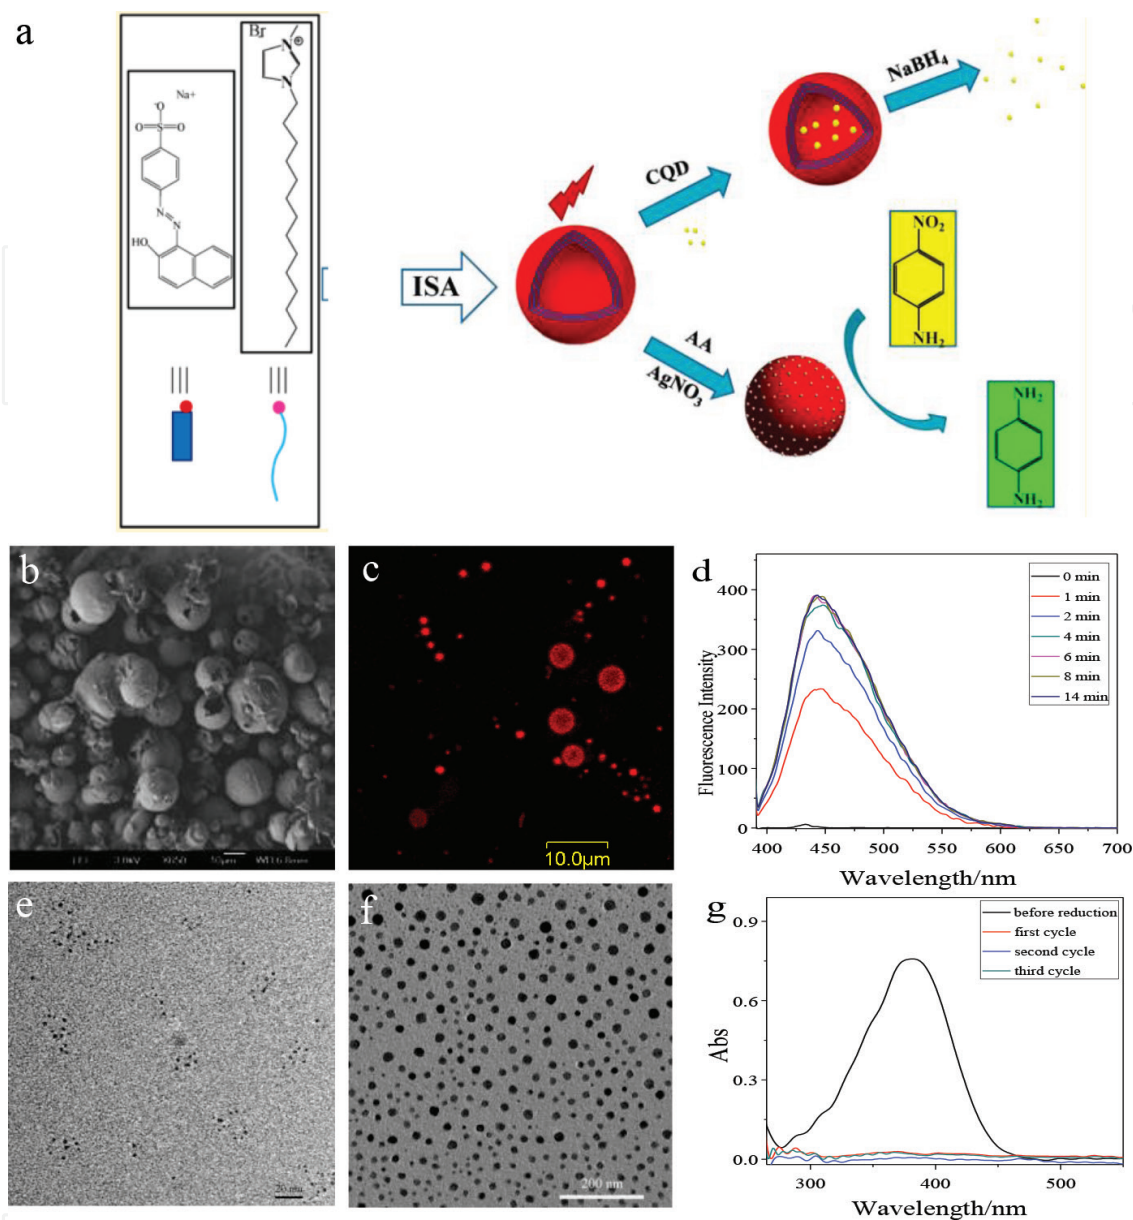 a
Br
N
⊕
N
Na+
-O
O=S=O
N
N
HO
ISA
CQD
NaBH4
AA
AgNO3
NO2
NH2
NH2
NH2
b
10µm
c
10.0µm
d
Fluorescence Intensity
400
300
200
100
0
0 min
1 min
2 min
4 min
6 min
8 min
14 min
400 450 500 550 600 650 700
Wavelength/nm
e
20 nm
f
200 nm
g
Abs
0.9
0.6
0.3
0.0
before reduction
first cycle
second cycle
third cycle
300 400 500
Wavelength/nm